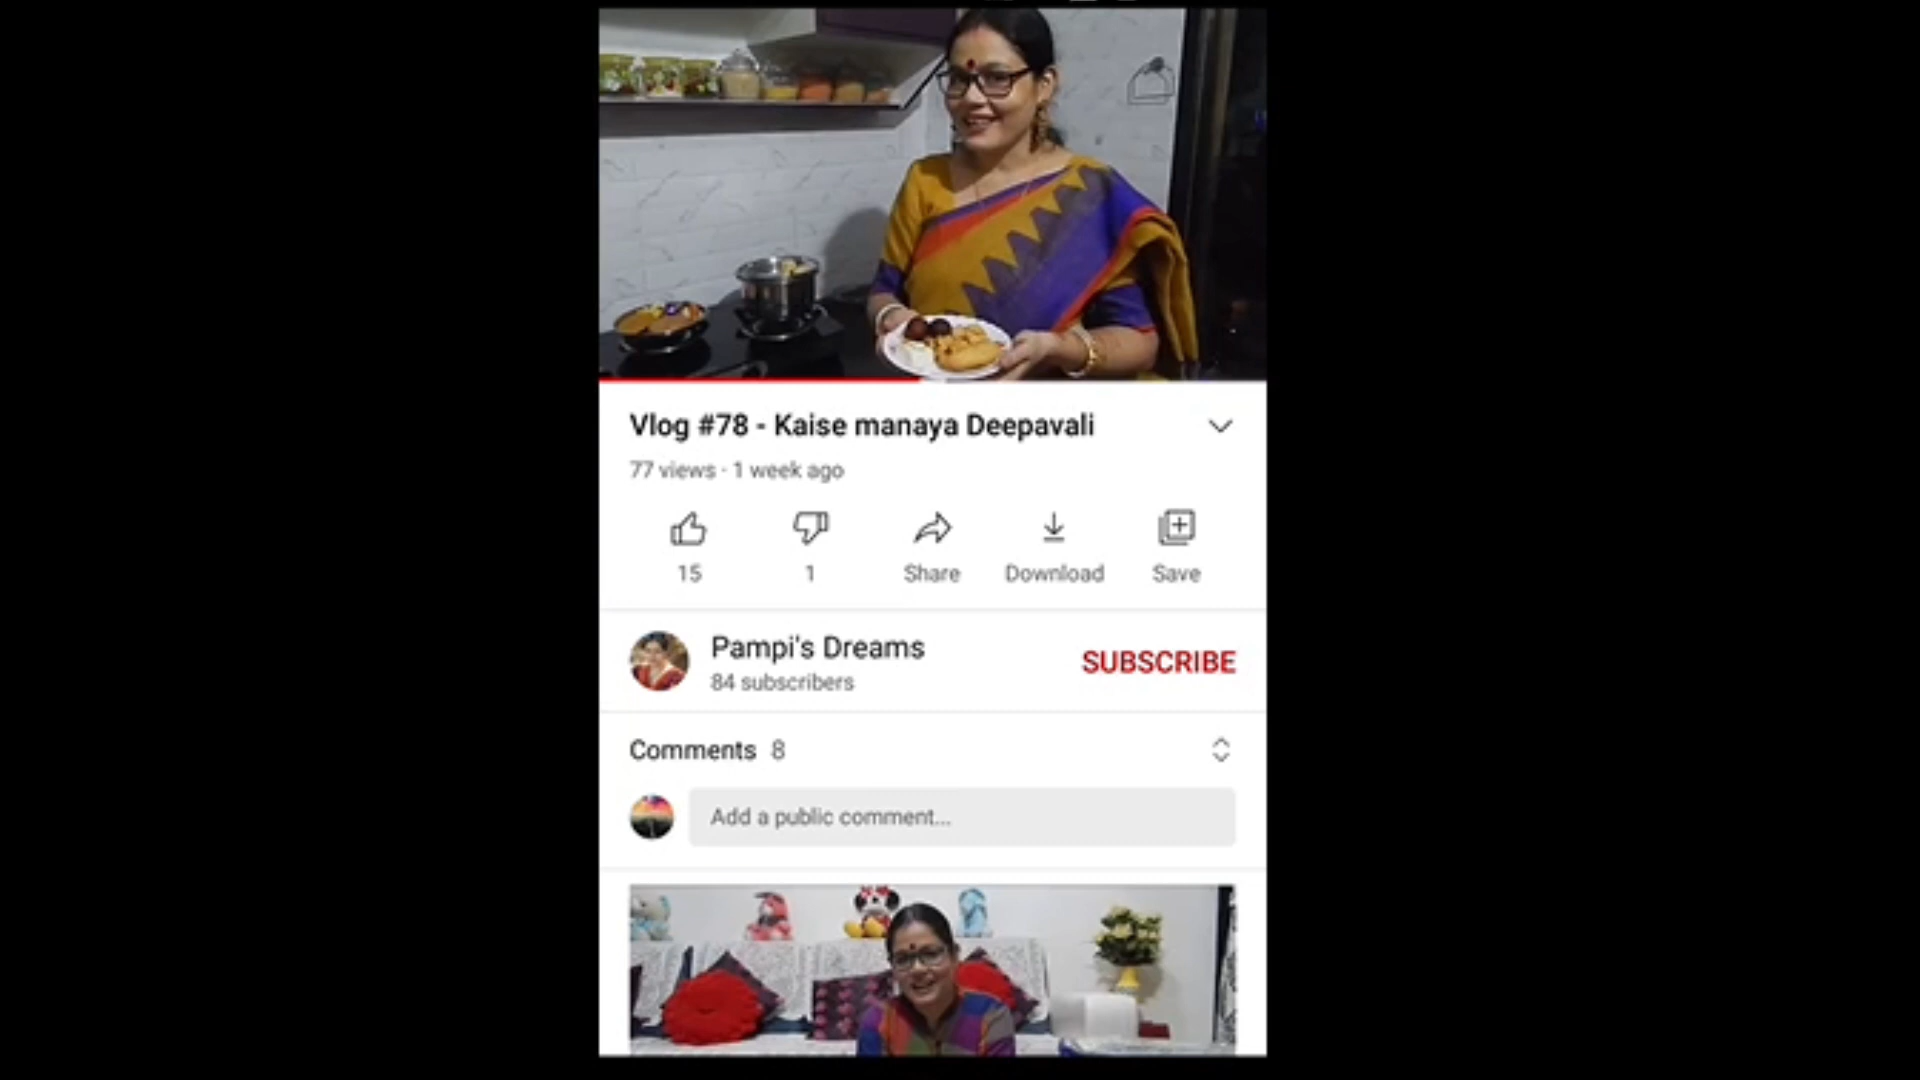 Vlog #78 - Kaise manaya Deepavali
77 views · 1 week ago
15
1
Share
Download
Save
Pampi's Dreams
84 subscribers
SUBSCRIBE
Comments 8
Add a public comment...